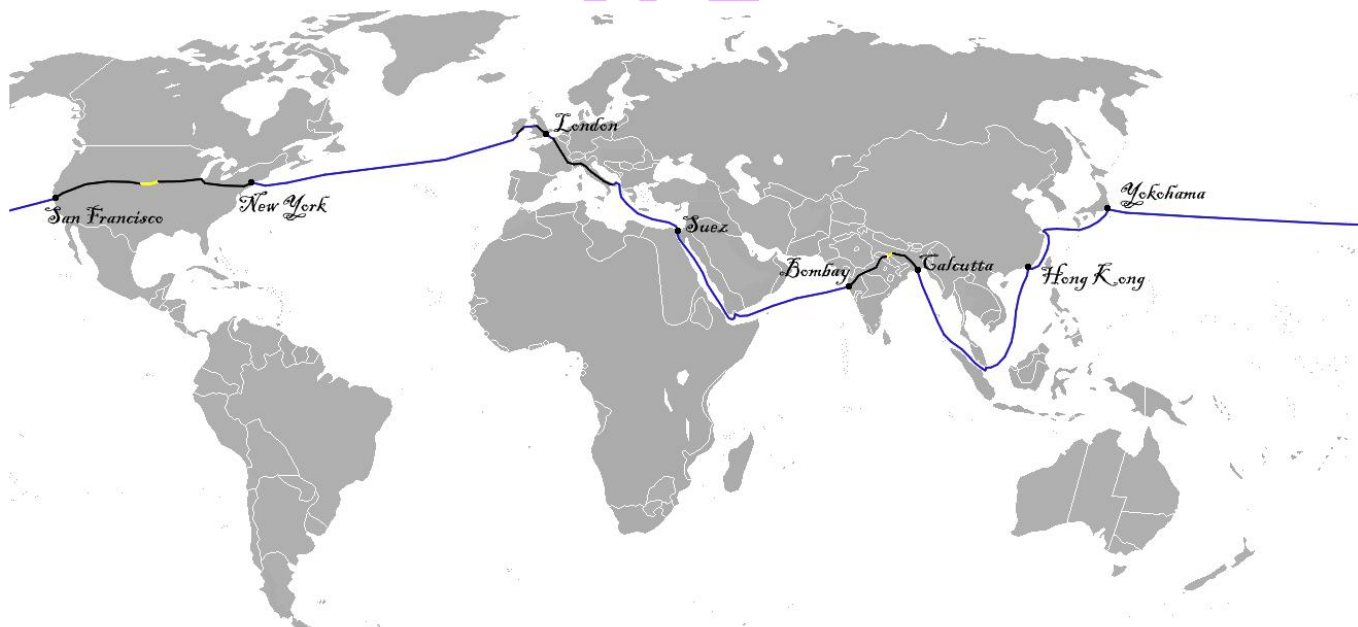 London
New York
San Francisco
Suez
Yokohama
Bombay
Calcutta
Hong Kong